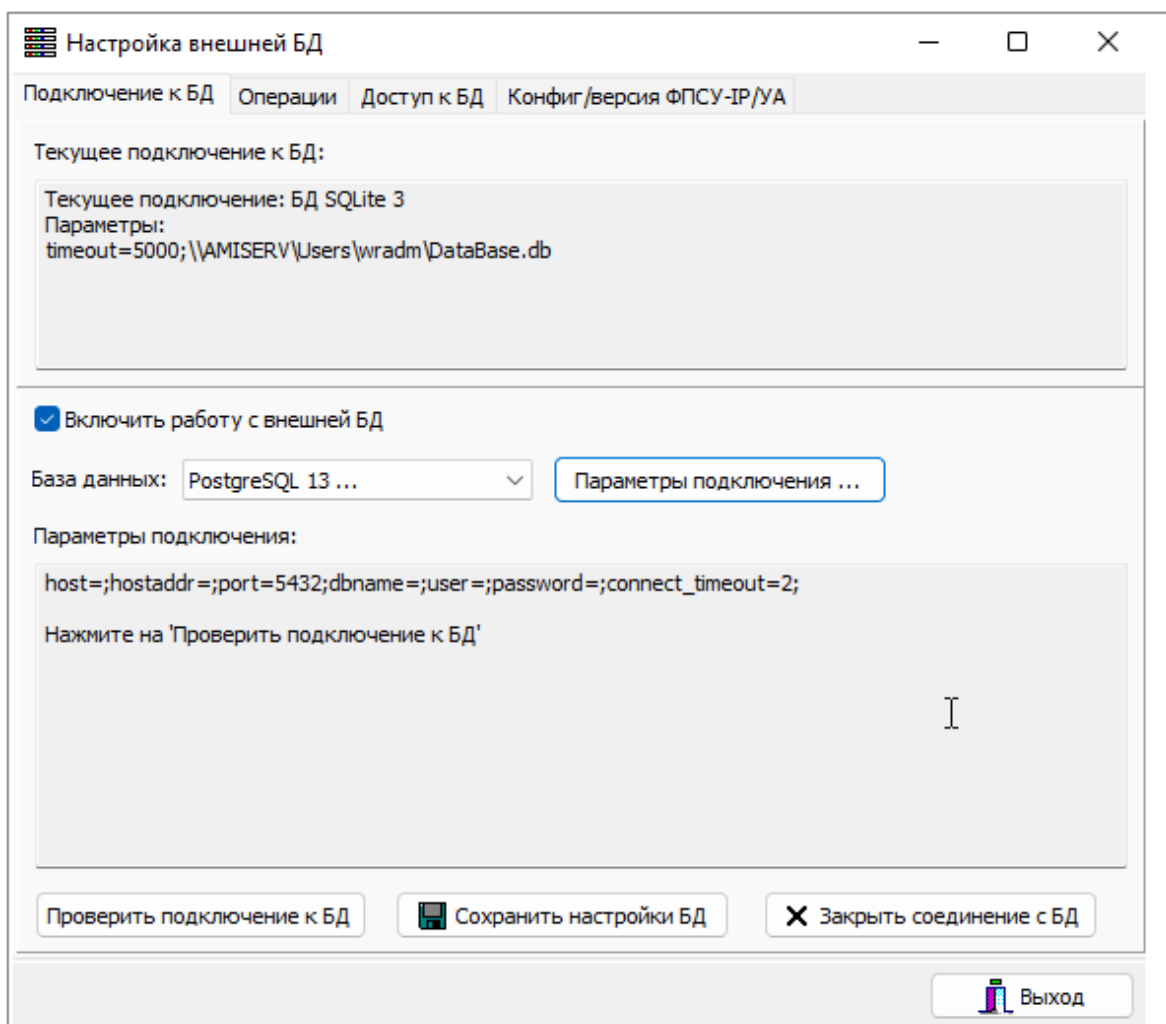 Настройка внешней БД
Подключение к БД Операции Доступ к БД Конфиг/версия ФПСУ-IP/УА
Текущее подключение к БД:
Текущее подключение: БД SQLite 3
Параметры:
timeout=5000;\\AMISERV\Users\wradm\DataBase.db
Включить работу с внешней БД
База данных: PostgreSQL 13 ... Параметры подключения ...
Параметры подключения:
host=;hostaddr=;port=5432;dbname=;user=;password=;connect_timeout=2;
Нажмите на 'Проверить подключение к БД'
Проверить подключение к БД Сохранить настройки БД Закрыть соединение с БД
Выход